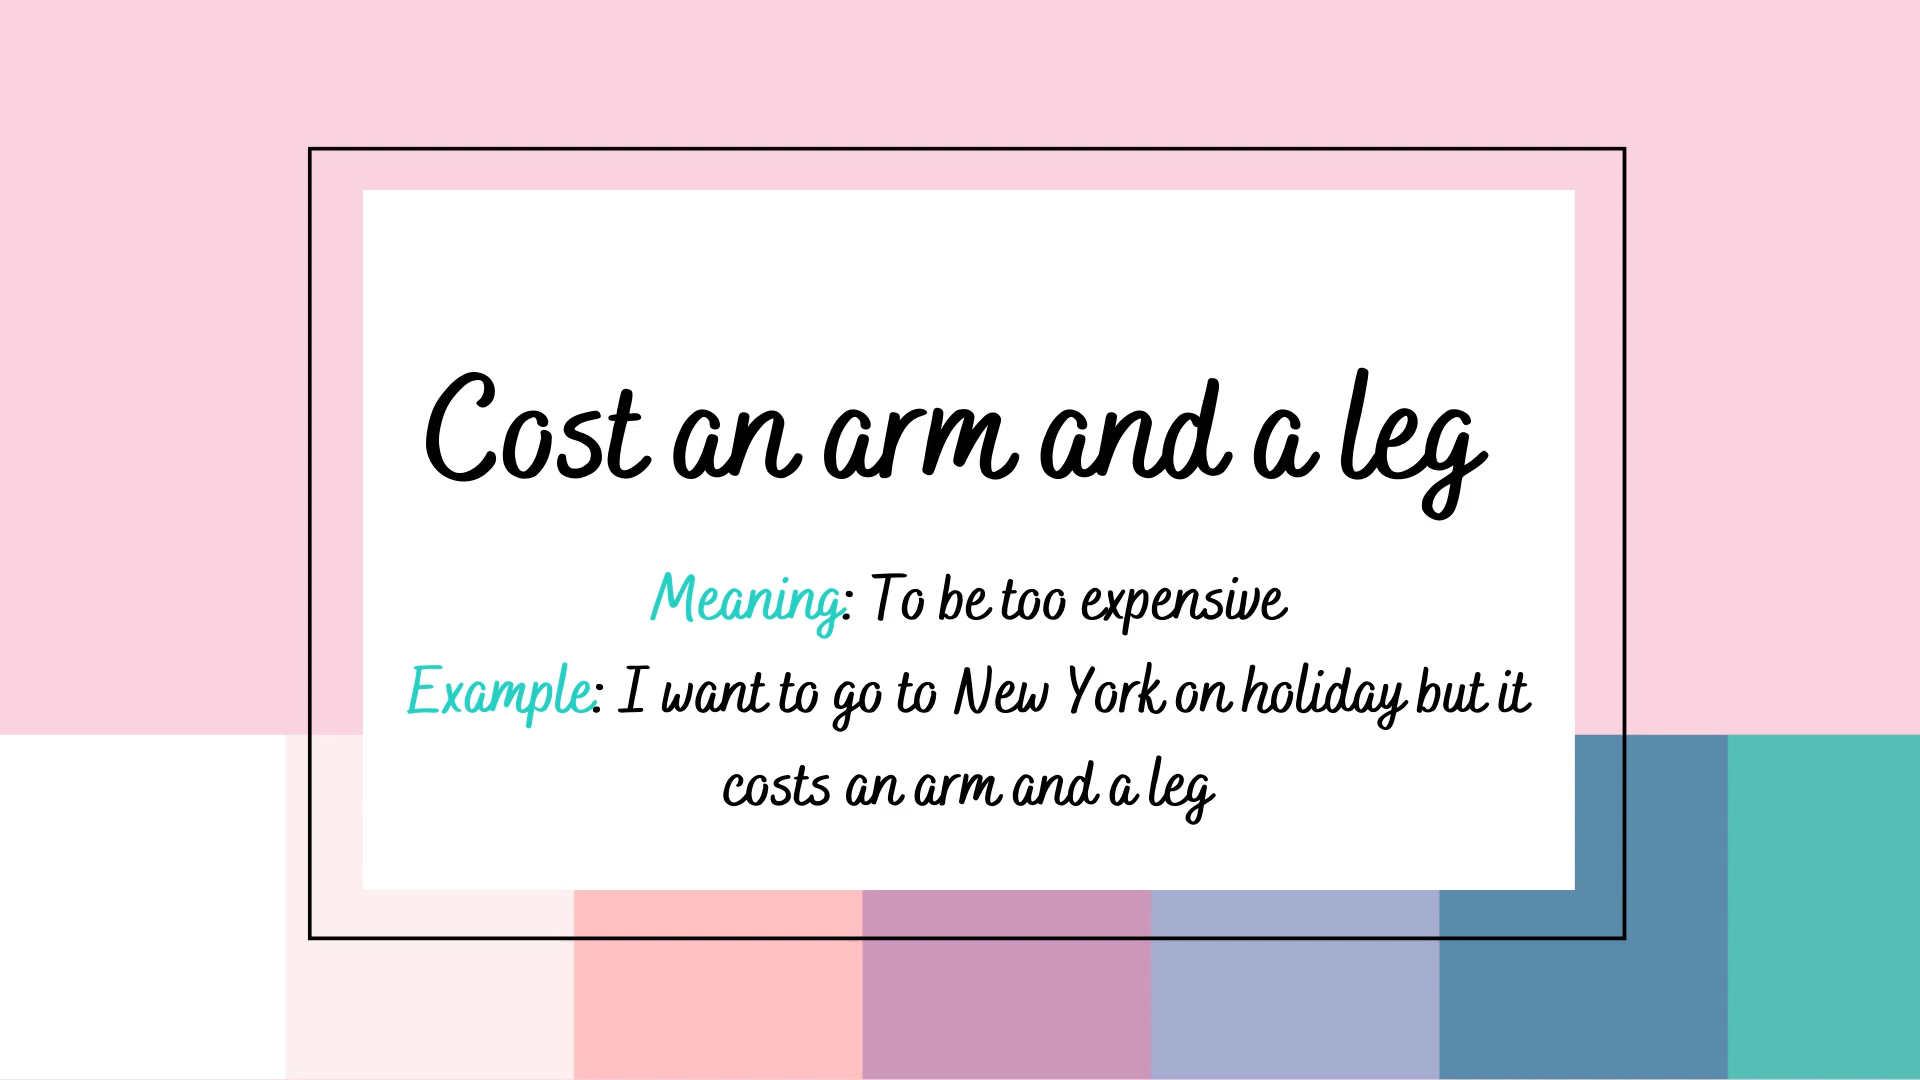 Cost an arm and a leg
Meaning: To be too expensive
Example: I want to go to New York on holiday but it
costs an arm and a leg